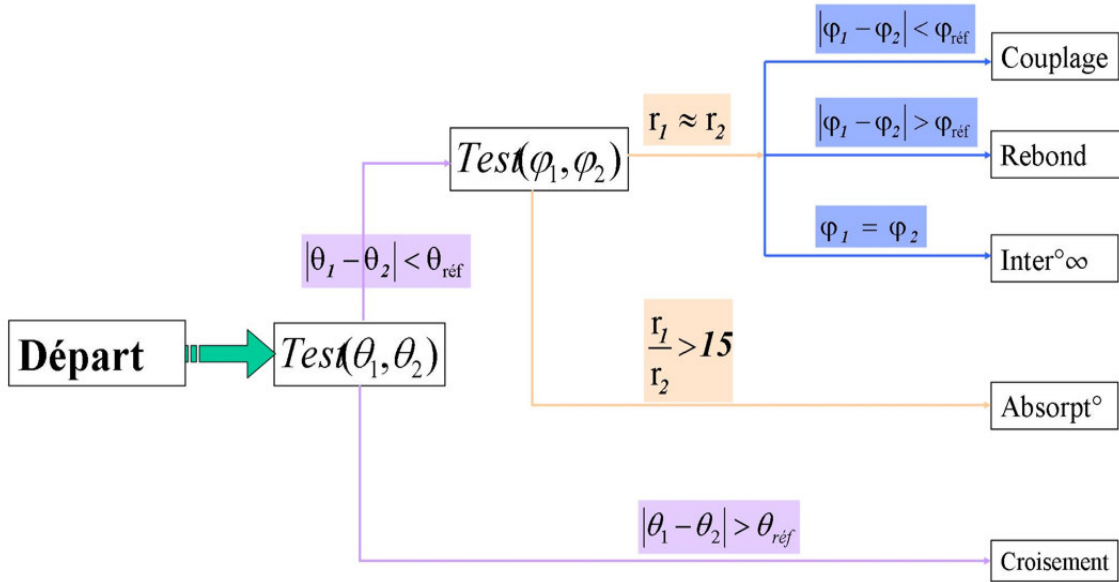 |φ1 − φ2| < φréf
Couplage
r1 ≈ r2
|φ1 − φ2| > φréf
Test(φ1,φ2)
Rebond
φ1 = φ2
Inter°∞
|θ1 − θ2| < θréf
Départ
Test(θ1,θ2)
r1/r2 >15
Absorpt°
|θ1 − θ2| > θréf
Croisement